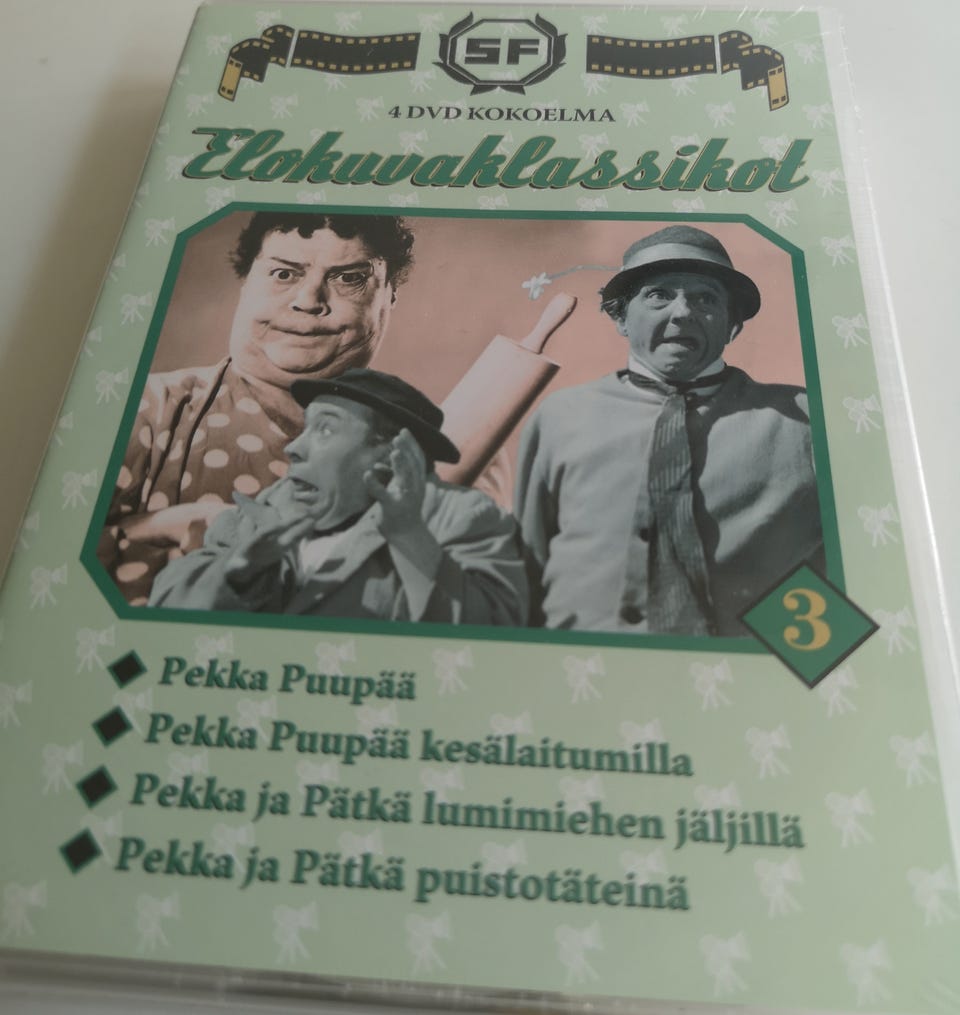 SF
4 DVD KOKOELMA
Elokuvaklassikot
3
Pekka Puupää
Pekka Puupää kesälaitumilla
Pekka ja Pätkä lumimiehen jäljillä
Pekka ja Pätkä puistotäteinä